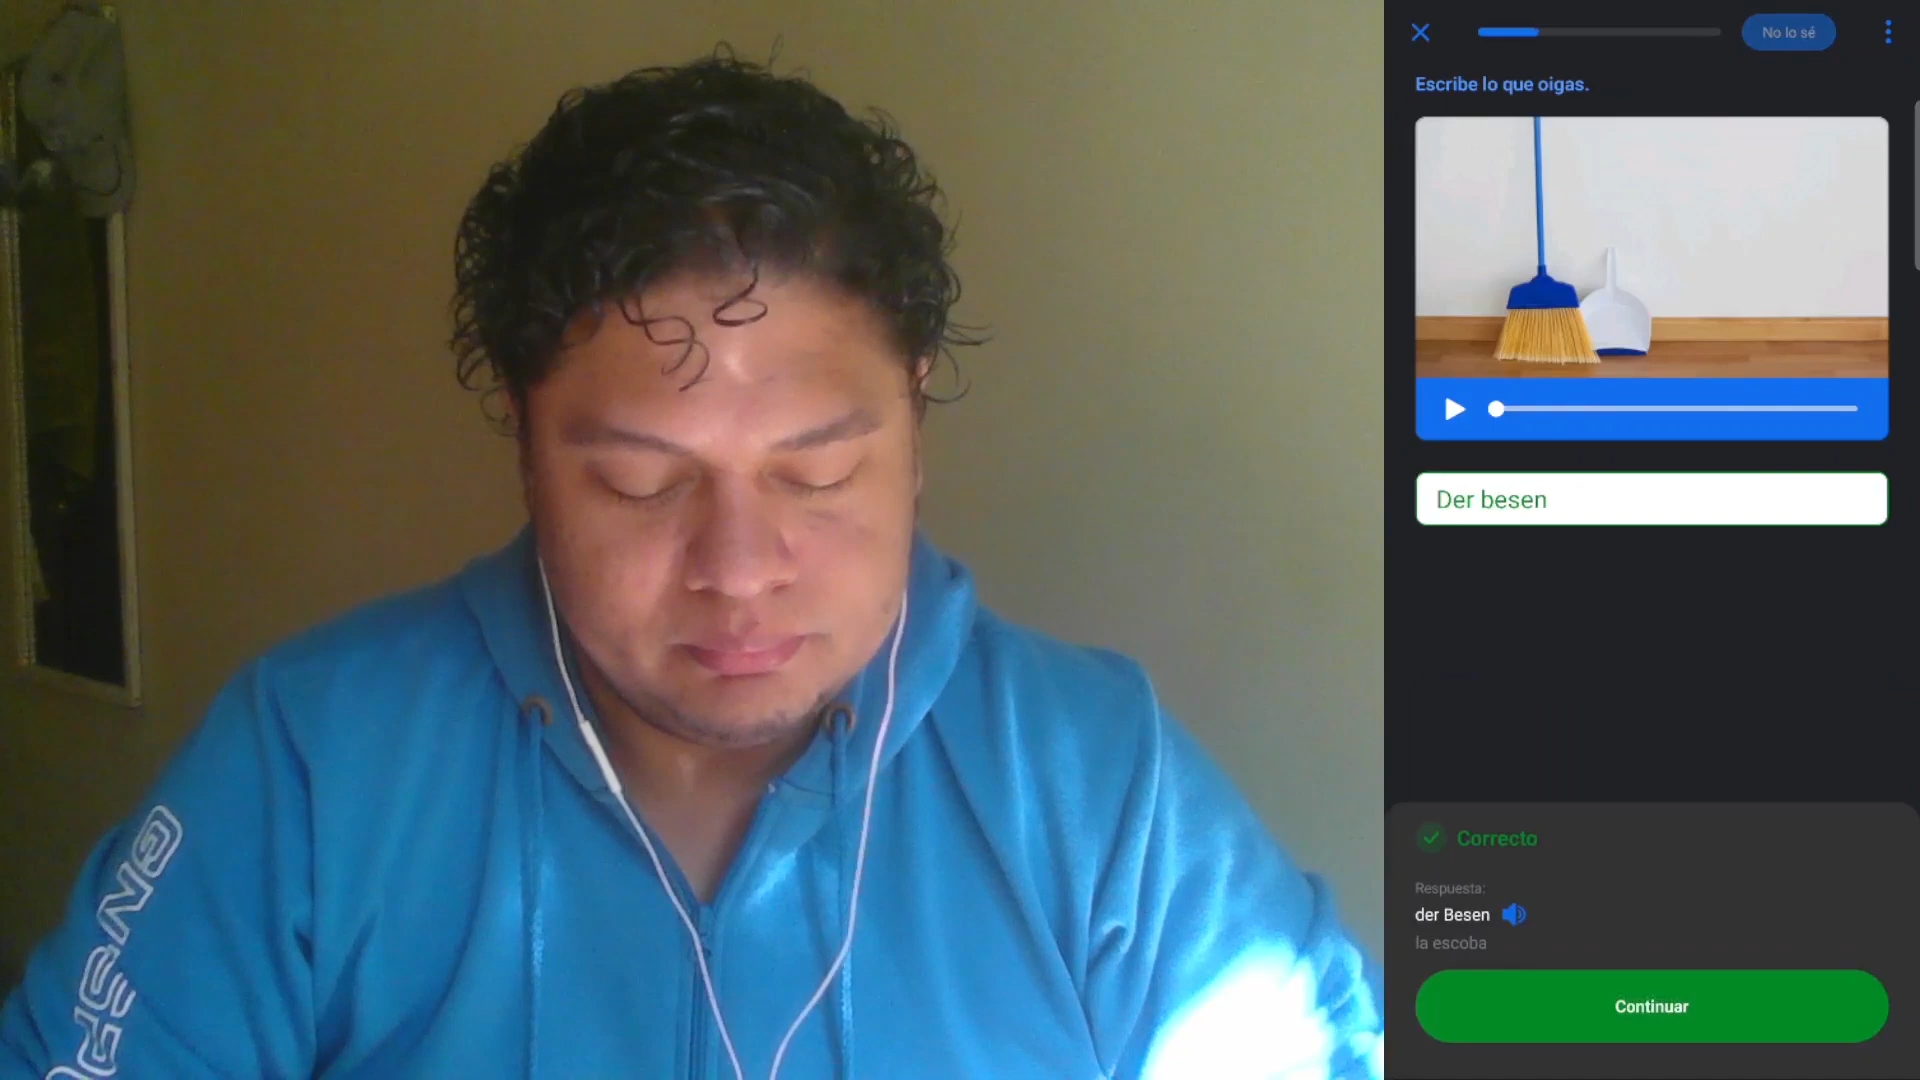 No lo sé
Escribe lo que oigas.
Der besen
Correcto
Respuesta:
der Besen
la escoba
Continuar